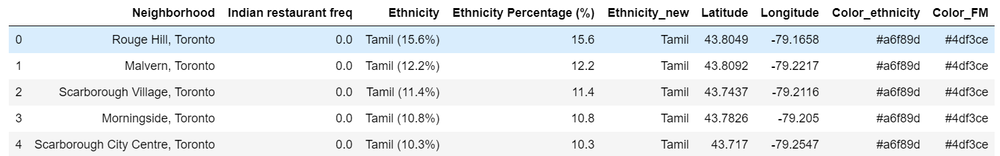 Neighborhood Indian restaurant freq Ethnicity Ethnicity Percentage (%) Ethnicity_new Latitude Longitude Color_ethnicity Color_FM
0 Rouge Hill, Toronto 0.0 Tamil (15.6%) 15.6 Tamil 43.8049 -79.1658 #a6f89d #4df3ce
1 Malvern, Toronto 0.0 Tamil (12.2%) 12.2 Tamil 43.8092 -79.2217 #a6f89d #4df3ce
2 Scarborough Village, Toronto 0.0 Tamil (11.4%) 11.4 Tamil 43.7437 -79.2116 #a6f89d #4df3ce
3 Morningside, Toronto 0.0 Tamil (10.8%) 10.8 Tamil 43.7826 -79.205 #a6f89d #4df3ce
4 Scarborough City Centre, Toronto 0.0 Tamil (10.3%) 10.3 Tamil 43.717 -79.2547 #a6f89d #4df3ce